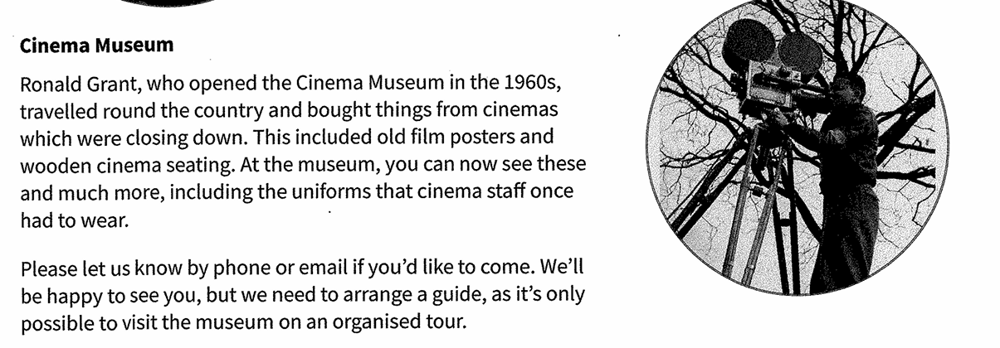 Cinema Museum
Ronald Grant, who opened the Cinema Museum in the 1960s,
travelled round the country and bought things from cinemas
which were closing down. This included old film posters and
wooden cinema seating. At the museum, you can now see these
and much more, including the uniforms that cinema staff once
had to wear.
Please let us know by phone or email if you’d like to come. We’ll
be happy to see you, but we need to arrange a guide, as it’s only
possible to visit the museum on an organised tour.